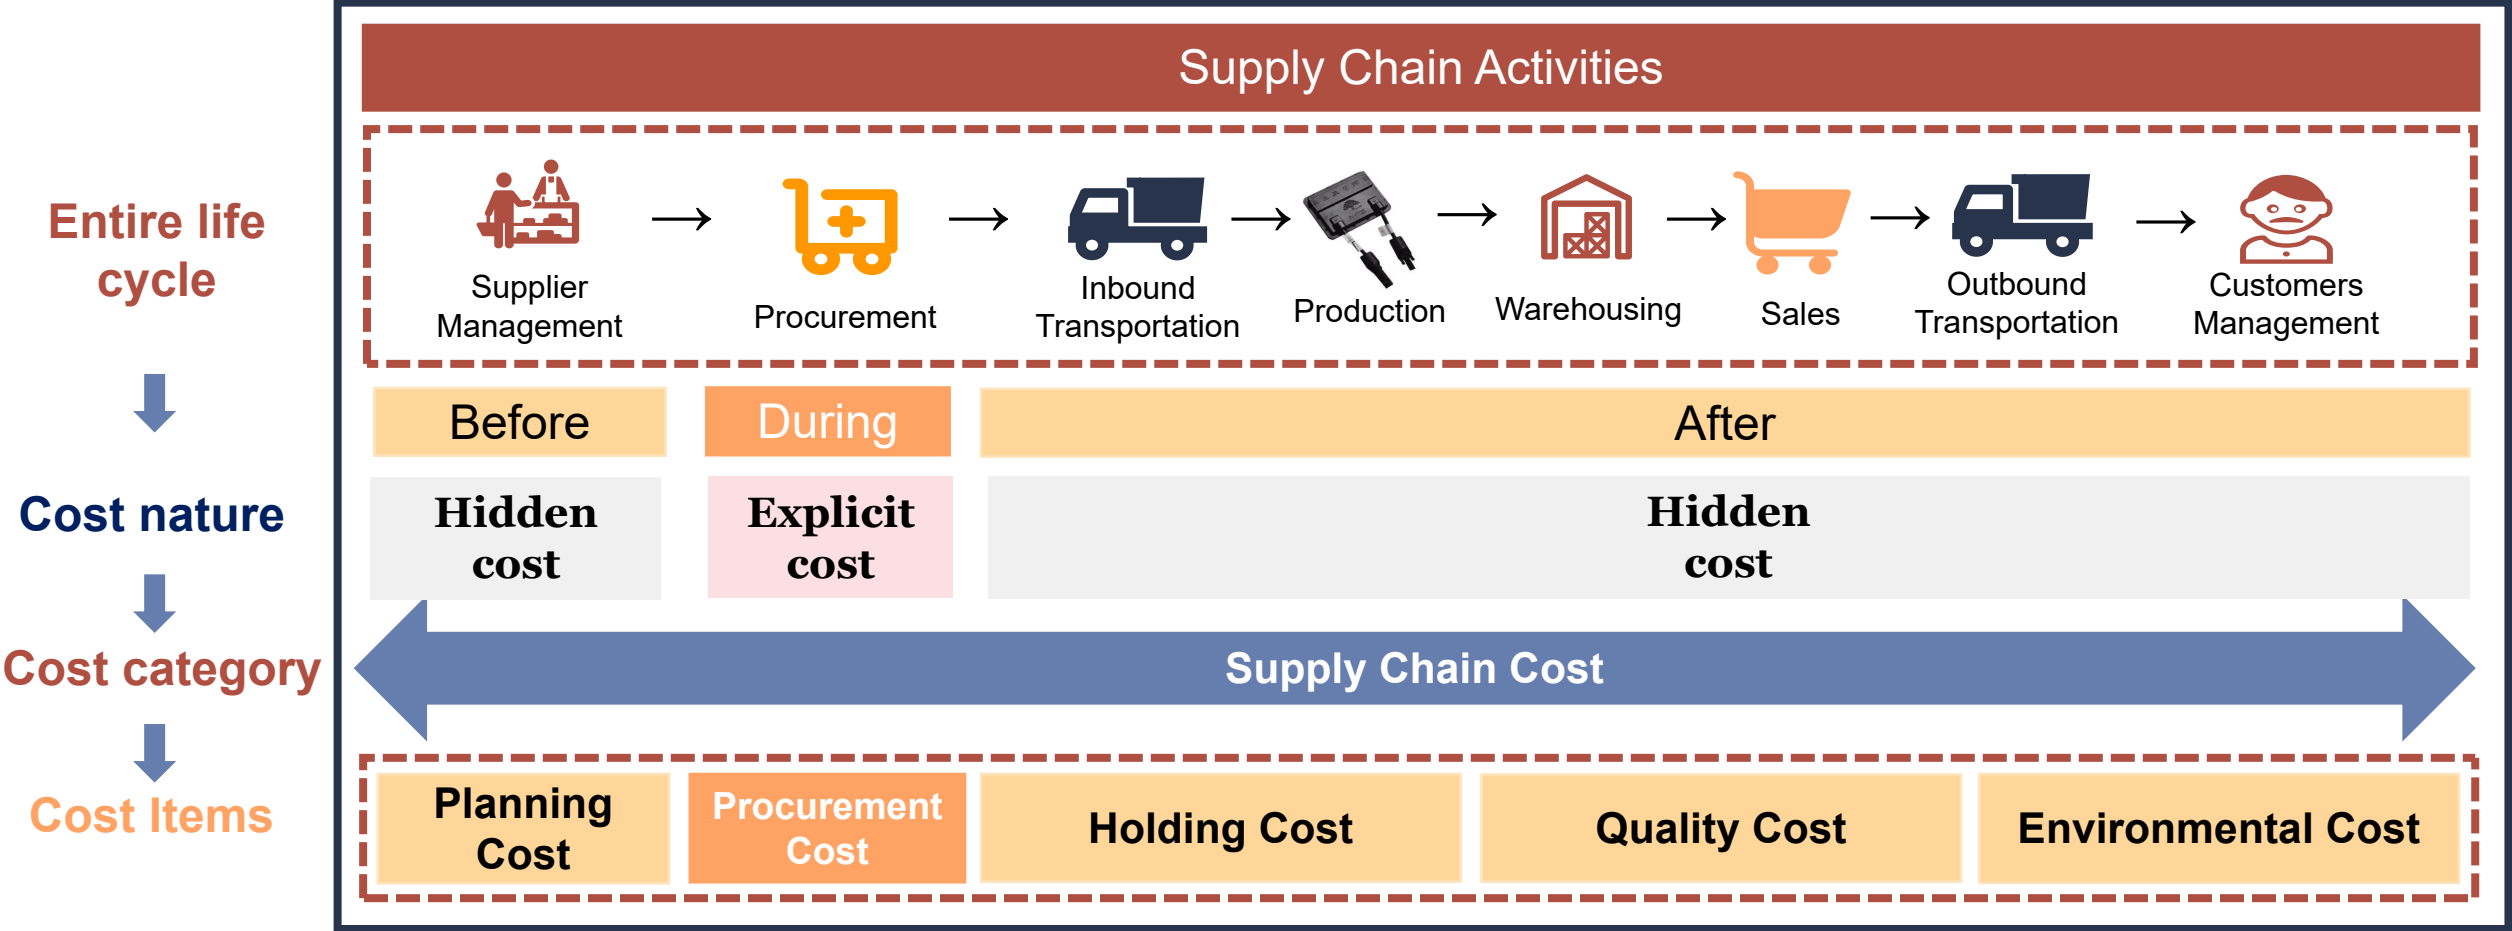 Supply Chain Activities
Entire life
cycle
Supplier
Management
Procurement
Inbound
Transportation
Production
Warehousing
Sales
Outbound
Transportation
Customers
Management
Before
During
After
Cost nature
Hidden
cost
Explicit
cost
Hidden
cost
Cost category
Supply Chain Cost
Cost Items
Planning
Cost
Procurement
Cost
Holding Cost
Quality Cost
Environmental Cost